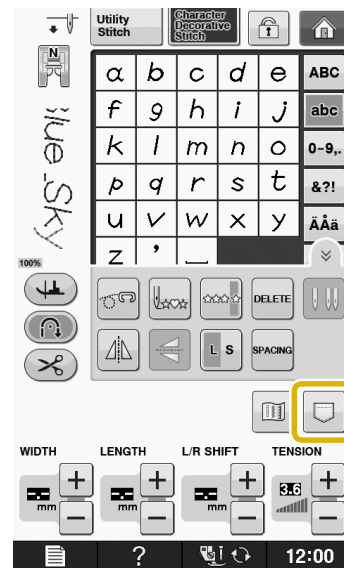 Utility
Stitch
Character
Decorative
Stitch
N
lue_Sky
a b c d e
f g h i j
k l m n o
p q r s t
u v w x y
z ’ _
ABC
abc
0~9,.
&?!
ÄÅä
100%
DELETE
L S
SPACING
WIDTH LENGTH L/R SHIFT TENSION
+ + + +
mm mm mm 3.6
− − − −
? 12:00